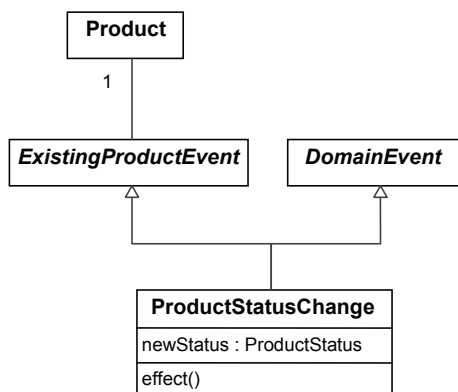 Product
1
ExistingProductEvent
DomainEvent
ProductStatusChange
newStatus : ProductStatus
effect()